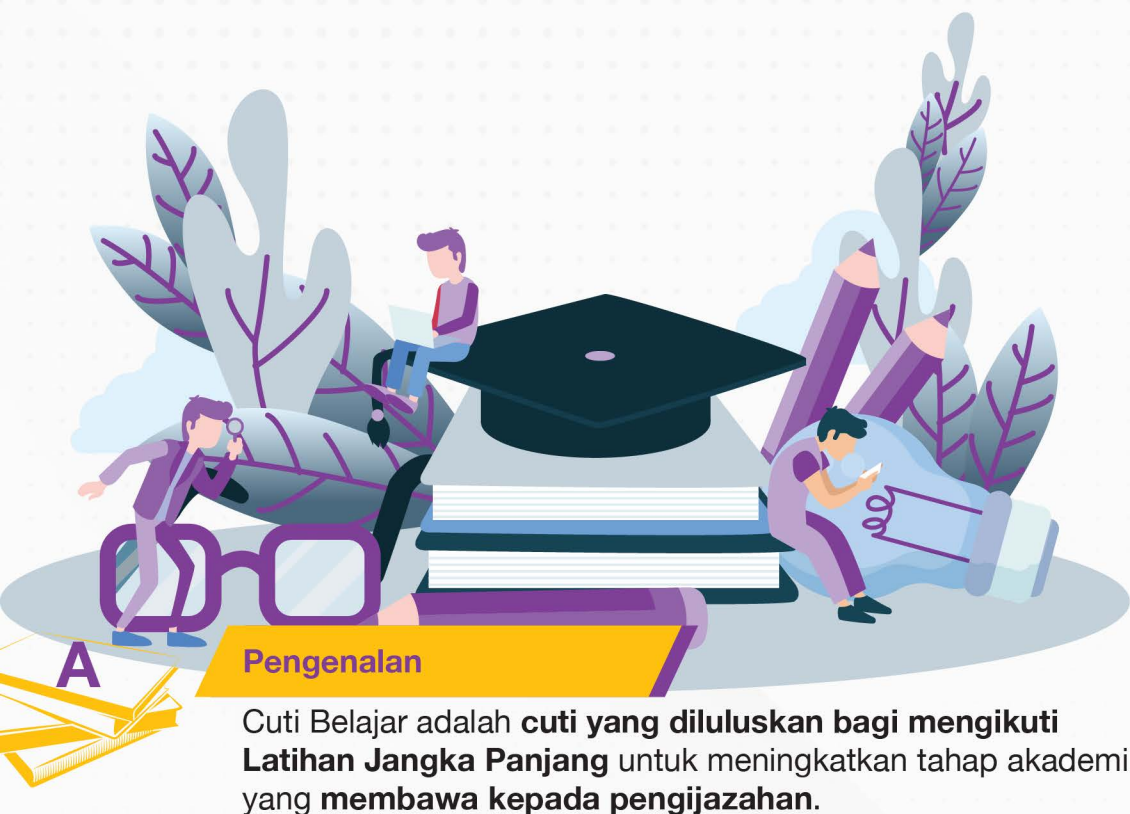 A
Pengenalan
Cuti Belajar adalah cuti yang diluluskan bagi mengikuti
Latihan Jangka Panjang untuk meningkatkan tahap akademi
yang membawa kepada pengijazahan.